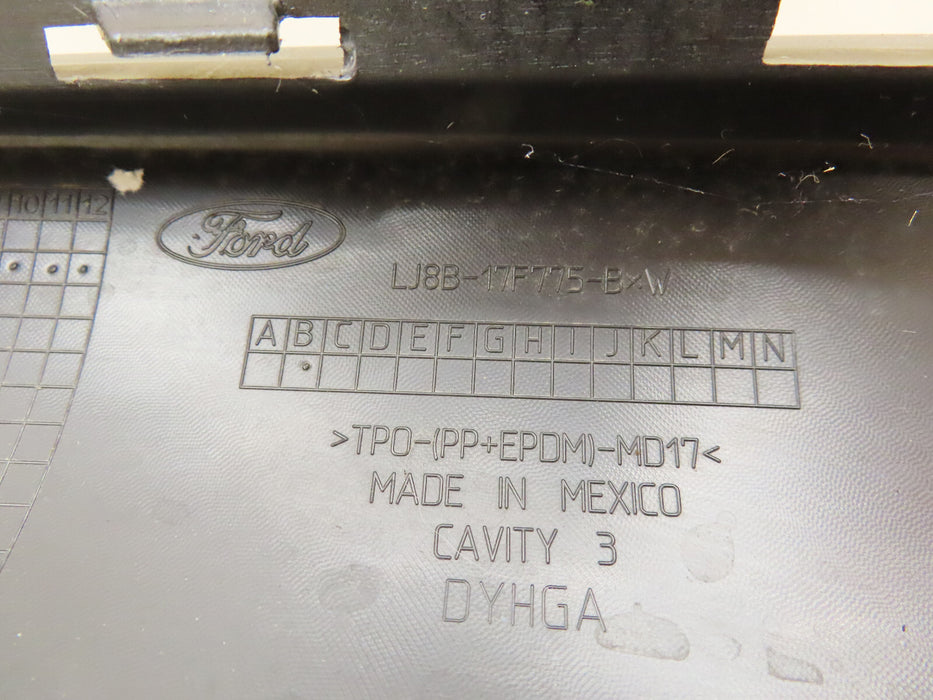 10 11 12
Ford
LJ8B-17F775-B×W
A B C D E F G H I J K L M N
>TPO-(PP+EPDM)-MD17<
MADE IN MEXICO
CAVITY 3
DYHGA